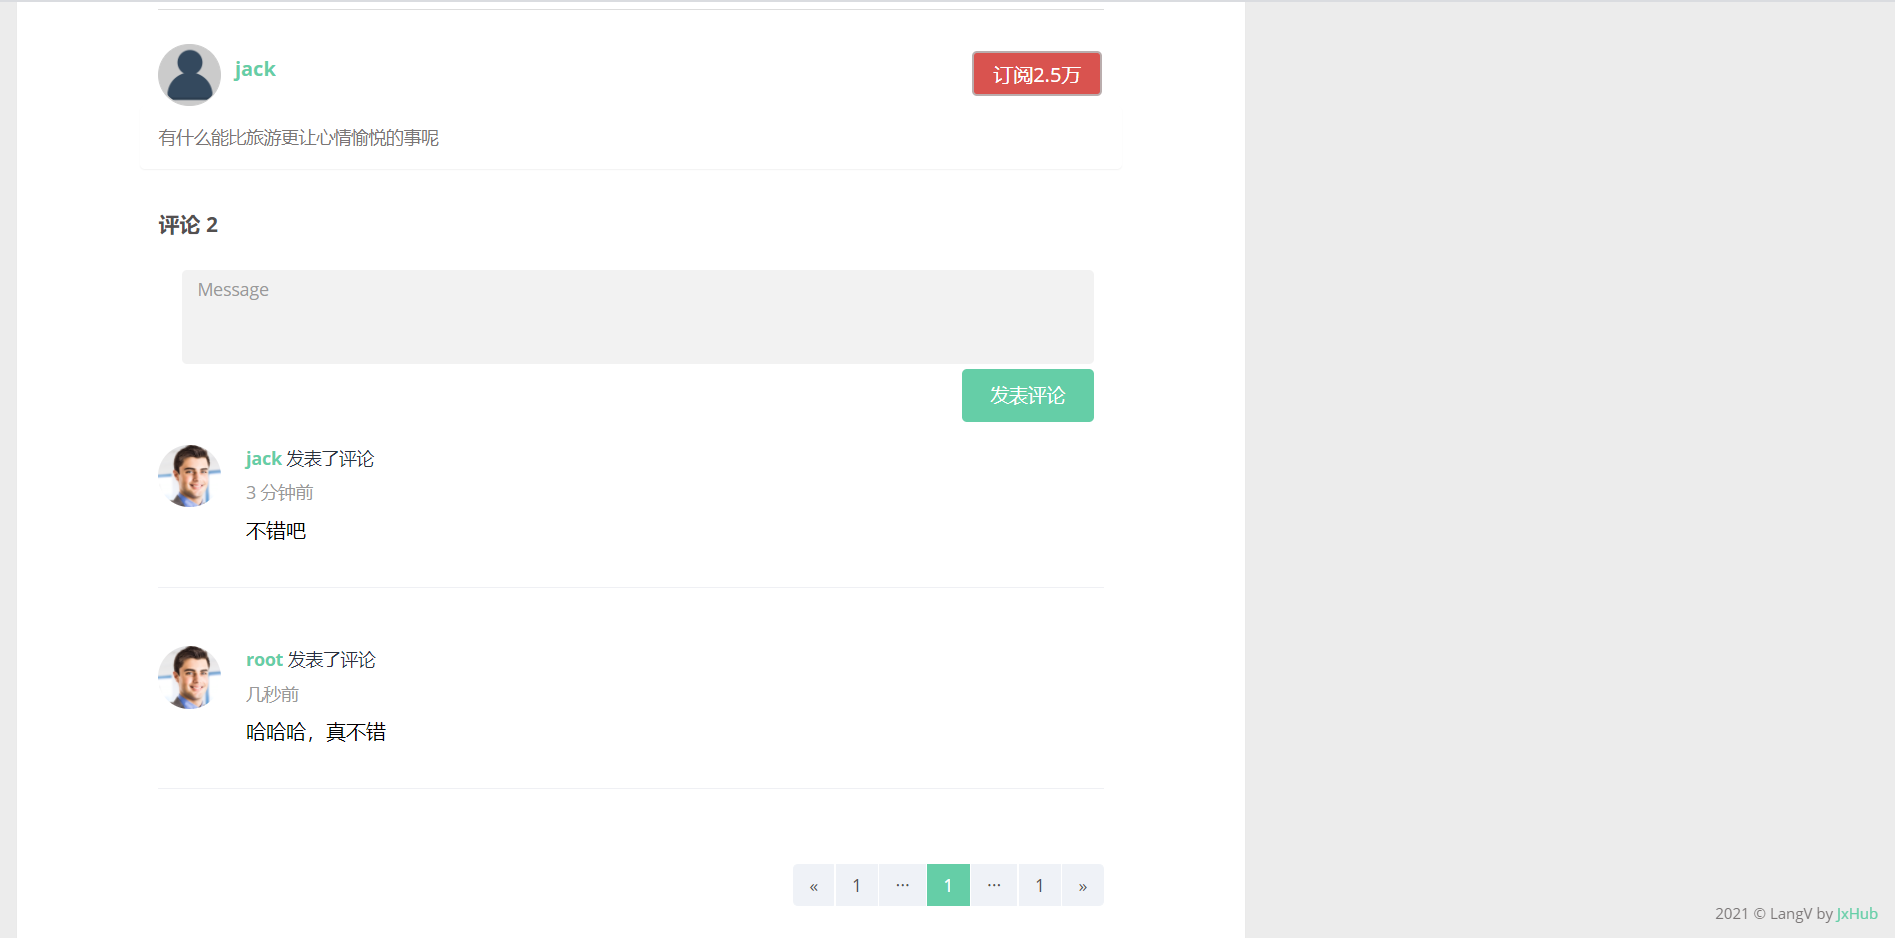 jack
订阅2.5万
有什么能比旅游更让心情愉悦的事呢
评论 2
Message
发表评论
jack 发表了评论
3 分钟前
不错吧
root 发表了评论
几秒前
哈哈哈，真不错
« 1 ... 1 ... 1 »
2021 © LangV by JxHub